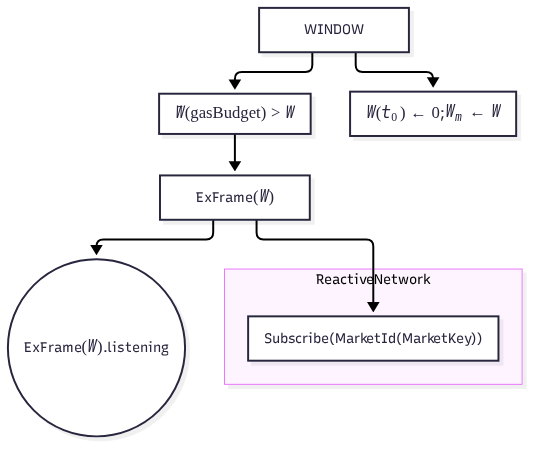 WINDOW
W̅(gasBudget) > W
W(t₀) ← 0;Wₘ ← W
ExFrame(W)
ReactiveNetwork
ExFrame(W).listening
Subscribe(MarketId(MarketKey))